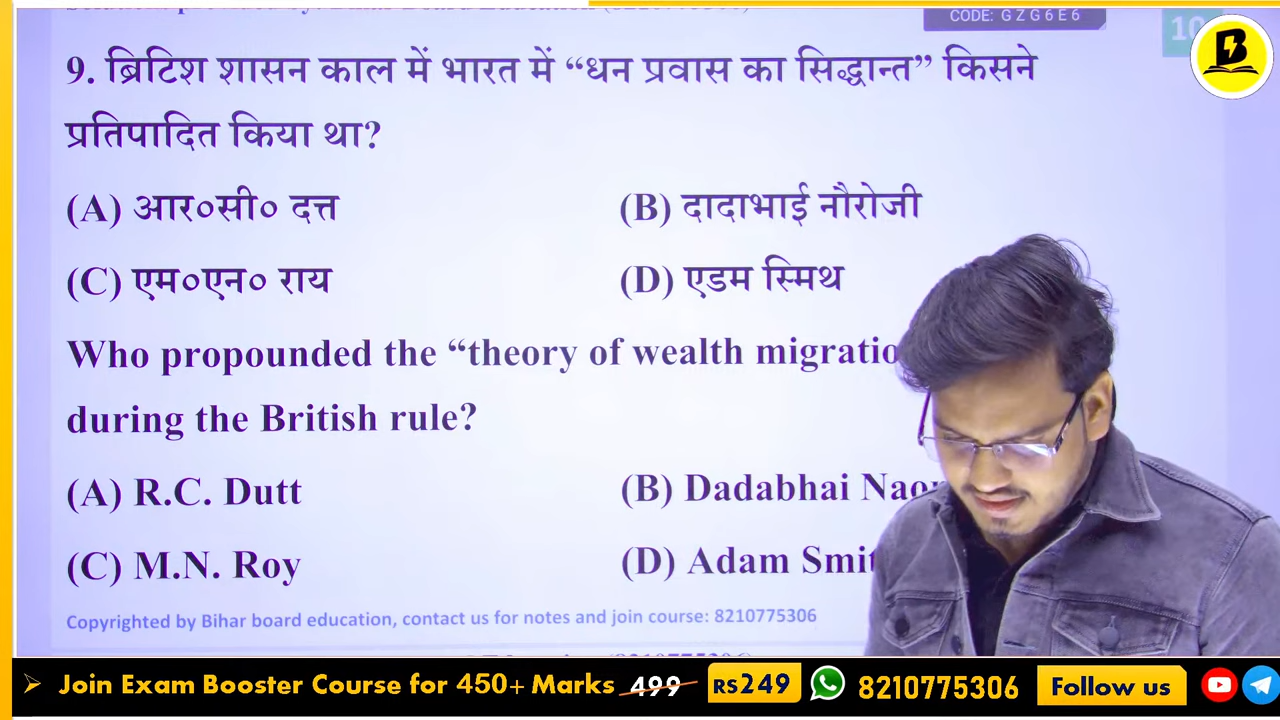 CODE: G Z G 6 E 6
10
B
9. ब्रिटिश शासन काल में भारत में “धन प्रवास का सिद्धान्त” किसने
प्रतिपादित किया था?
(A) आर०सी० दत्त (B) दादाभाई नौरोजी
(C) एम०एन० राय (D) एडम स्मिथ
Who propounded the “theory of wealth
during the British rule?
(A) R.C. Dutt (B) Dadabhai
(C) M.N. Roy (D) Adam
Copyrighted by Bihar board education, contact us for notes and join course: 8210775306
Join Exam Booster Course for 450+ Marks 499 RS249 8210775306 Follow us